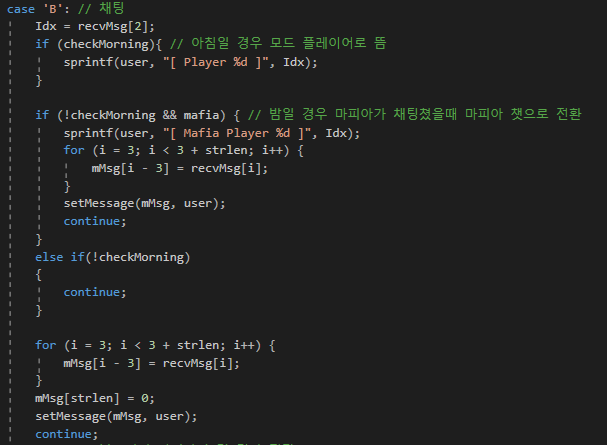 case 'B': // 채팅
Idx = recvMsg[2];
if (checkMorning){ // 아침일 경우 모드 플레이어로 뜸
sprintf(user, "[ Player %d ]", Idx);
}
if (!checkMorning && mafia) { // 밤일 경우 마피아가 채팅쳤을때 마피아 챗으로 전환
sprintf(user, "[ Mafia Player %d ]", Idx);
for (i = 3; i < 3 + strlen; i++) {
mMsg[i - 3] = recvMsg[i];
}
setMessage(mMsg, user);
continue;
}
else if(!checkMorning)
{
continue;
}
for (i = 3; i < 3 + strlen; i++) {
mMsg[i - 3] = recvMsg[i];
}
mMsg[strlen] = 0;
setMessage(mMsg, user);
continue;